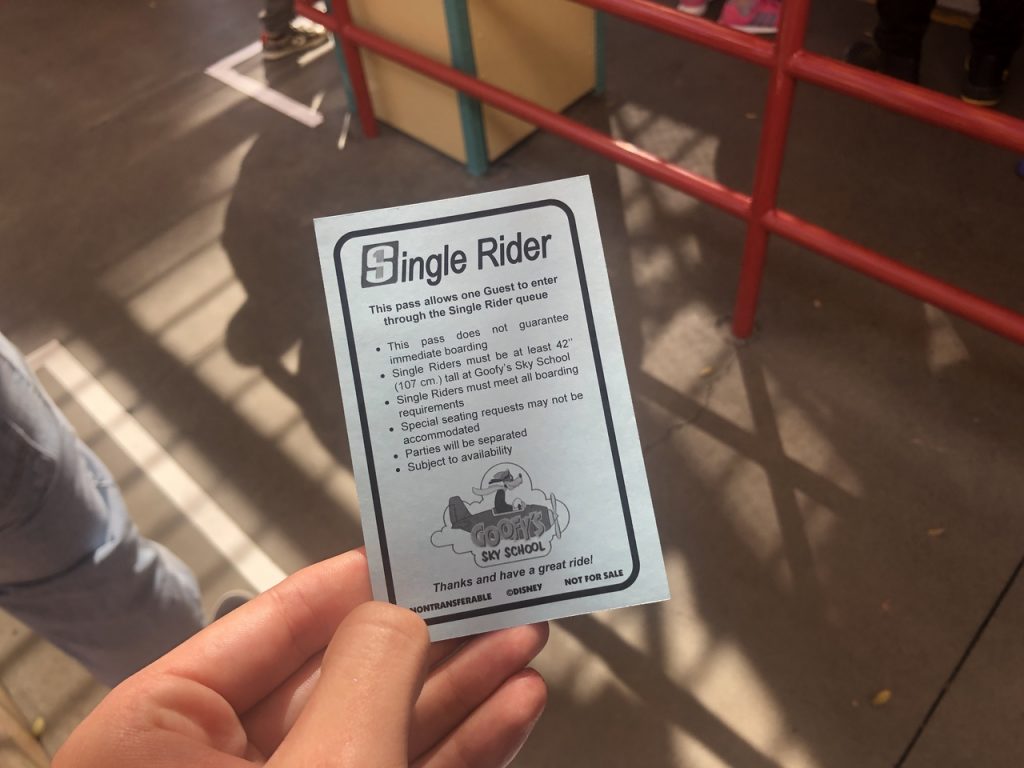 Single Rider
This pass allows one Guest to enter
through the Single Rider queue
• This pass does not guarantee
immediate boarding
• Single Riders must be at least 42"
(107 cm.) tall at Goofy's Sky School
• Single Riders must meet all boarding
requirements
• Special seating requests may not be
accommodated
• Parties will be separated
• Subject to availability
GOOFY'S
SKY SCHOOL
Thanks and have a great ride!
NONTRANSFERABLE ©DISNEY NOT FOR SALE